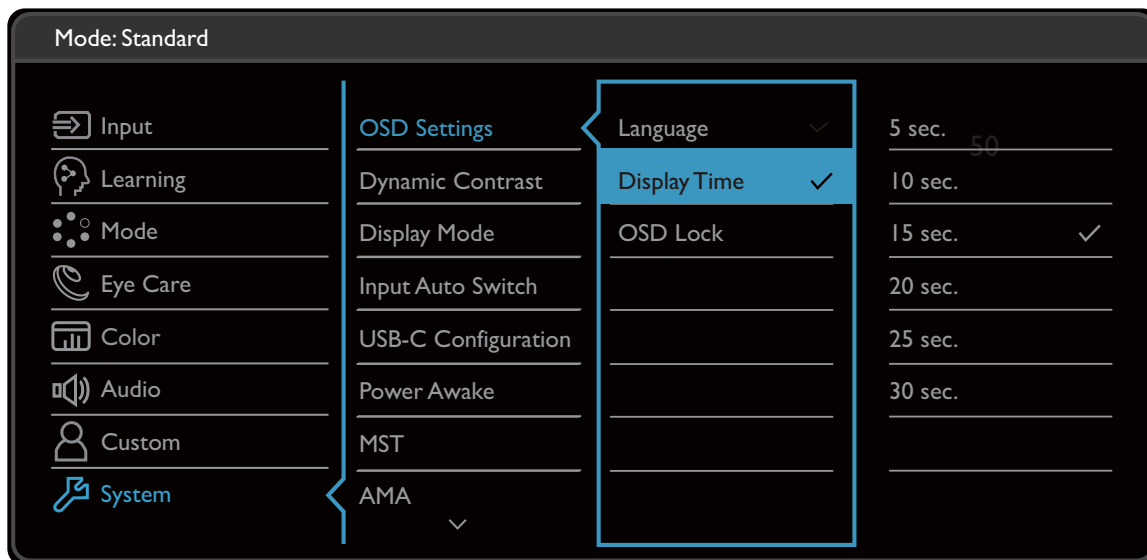 Mode: Standard
Input
Learning
Mode
Eye Care
Color
Audio
Custom
System
OSD Settings
Dynamic Contrast
Display Mode
Input Auto Switch
USB-C Configuration
Power Awake
MST
AMA
Language
Display Time
OSD Lock
5 sec.
50
10 sec.
15 sec.
20 sec.
25 sec.
30 sec.